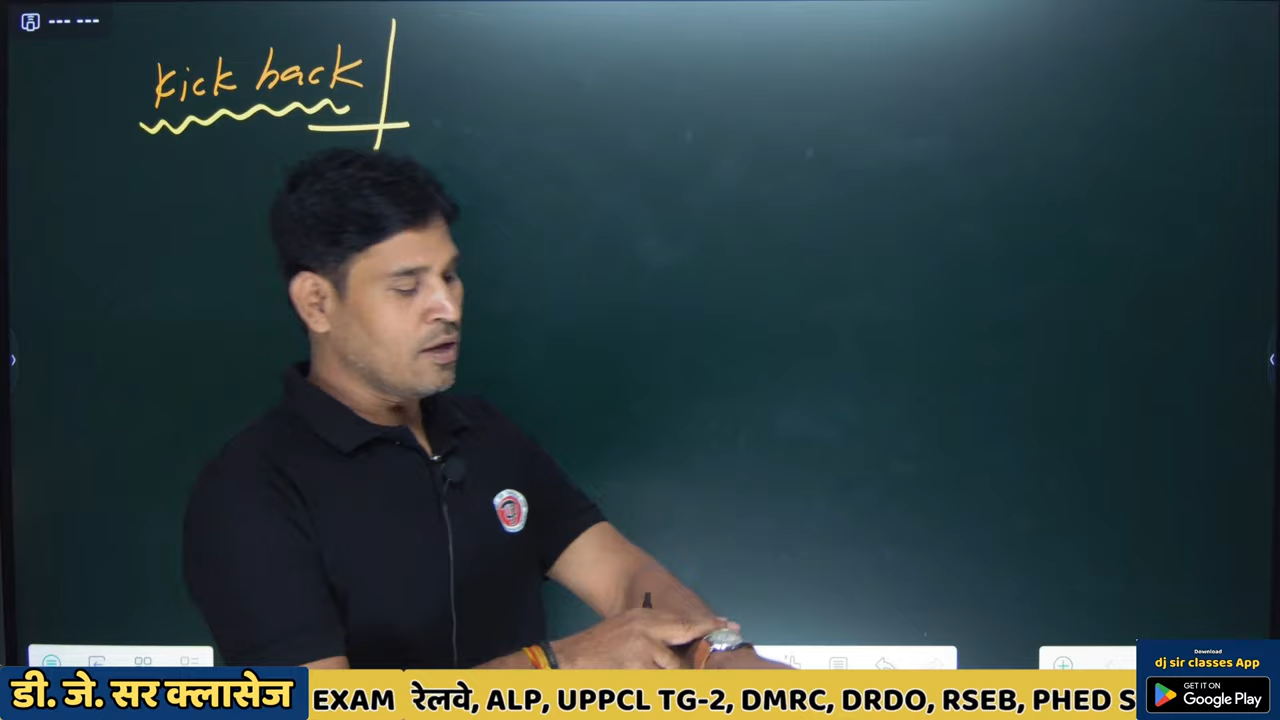 kick back
Download
dj sir classes App
GET IT ON
Google Play
डी. जे. सर क्लासेज
EXAM रेलवे, ALP, UPPCL TG-2, DMRC, DRDO, RSEB, PHED S